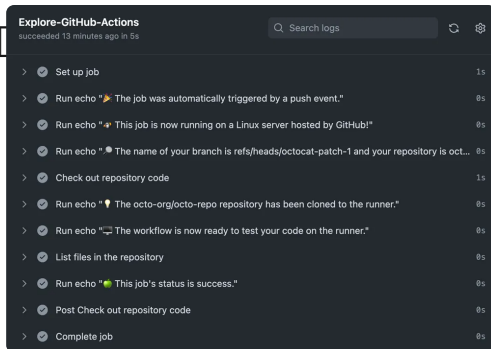 Explore-GitHub-Actions
succeeded 13 minutes ago in 5s
Search logs
Set up job 1s
Run echo "🎉 The job was automatically triggered by a push event." 0s
Run echo "🐧 This job is now running on a Linux server hosted by GitHub!" 0s
Run echo "🔎 The name of your branch is refs/heads/octocat-patch-1 and your repository is oct... 0s
Check out repository code 1s
Run echo "💡 The octo-org/octo-repo repository has been cloned to the runner." 0s
Run echo "🖥️ The workflow is now ready to test your code on the runner." 0s
List files in the repository 0s
Run echo "🍏 This job's status is success." 0s
Post Check out repository code 0s
Complete job 0s